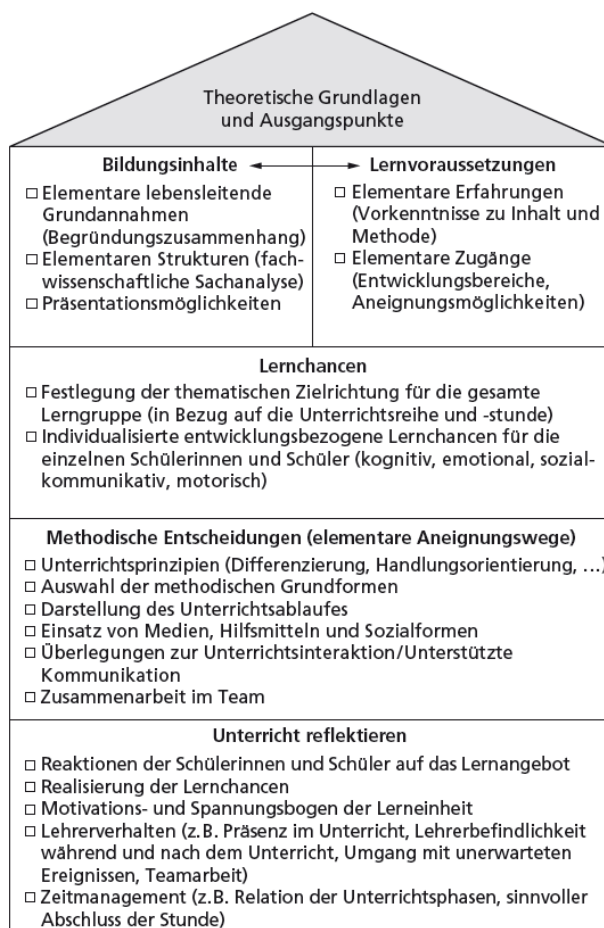 Theoretische Grundlagen
und Ausgangspunkte
Bildungsinhalte
□ Elementare lebensleitende
Grundannahmen
(Begründungszusammenhang)
□ Elementaren Strukturen (fach-
wissenschaftliche Sachanalyse)
□ Präsentationsmöglichkeiten
Lernvoraussetzungen
□ Elementare Erfahrungen
(Vorkenntnisse zu Inhalt und
Methode)
□ Elementare Zugänge
(Entwicklungsbereiche,
Aneignungsmöglichkeiten)
Lernchancen
□ Festlegung der thematischen Zielrichtung für die gesamte
Lerngruppe (in Bezug auf die Unterrichtsreihe und -stunde)
□ Individualisierte entwicklungsbezogene Lernchancen für die
einzelnen Schülerinnen und Schüler (kognitiv, emotional, sozial-
kommunikativ, motorisch)
Methodische Entscheidungen (elementare Aneignungswege)
□ Unterrichtsprinzipien (Differenzierung, Handlungsorientierung, …)
□ Auswahl der methodischen Grundformen
□ Darstellung des Unterrichtsablaufes
□ Einsatz von Medien, Hilfsmitteln und Sozialformen
□ Überlegungen zur Unterrichtsinteraktion/Unterstützte
Kommunikation
□ Zusammenarbeit im Team
Unterricht reflektieren
□ Reaktionen der Schülerinnen und Schüler auf das Lernangebot
□ Realisierung der Lernchancen
□ Motivations- und Spannungsbogen der Lerneinheit
□ Lehrerverhalten (z.B. Präsenz im Unterricht, Lehrerbefindlichkeit
während und nach dem Unterricht, Umgang mit unerwarteten
Ereignissen, Teamarbeit)
□ Zeitmanagement (z.B. Relation der Unterrichtsphasen, sinnvoller
Abschluss der Stunde)